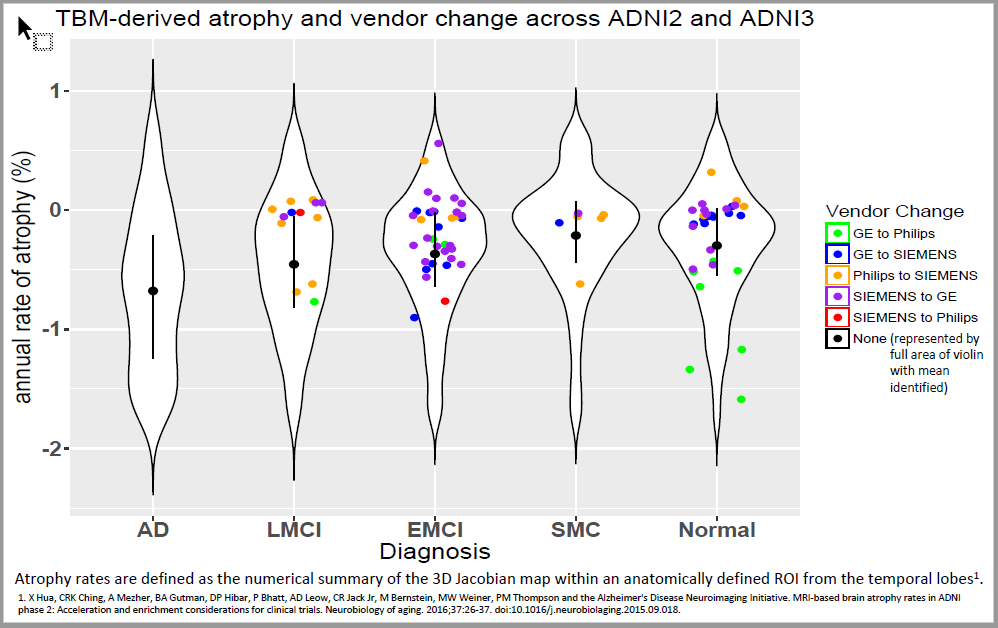 TBM-derived atrophy and vendor change across ADNI2 and ADNI3
annual rate of atrophy (%)
1
0
-1
-2
AD LMCI EMCI SMC Normal
Diagnosis
Vendor Change
GE to Philips
GE to SIEMENS
Philips to SIEMENS
SIEMENS to GE
SIEMENS to Philips
None (represented by
full area of violin
with mean
identified)
Atrophy rates are defined as the numerical summary of the 3D Jacobian map within an anatomically defined ROI from the temporal lobes¹.
1. X Hua, CRK Ching, A Mezher, BA Gutman, DP Hibar, P Bhatt, AD Leow, CR Jack Jr, M Bernstein, MW Weiner, PM Thompson and the Alzheimer's Disease Neuroimaging Initiative. MRI-based brain atrophy rates in ADNI
phase 2: Acceleration and enrichment considerations for clinical trials. Neurobiology of aging. 2016;37:26-37. doi:10.1016/j.neurobiolaging.2015.09.018.